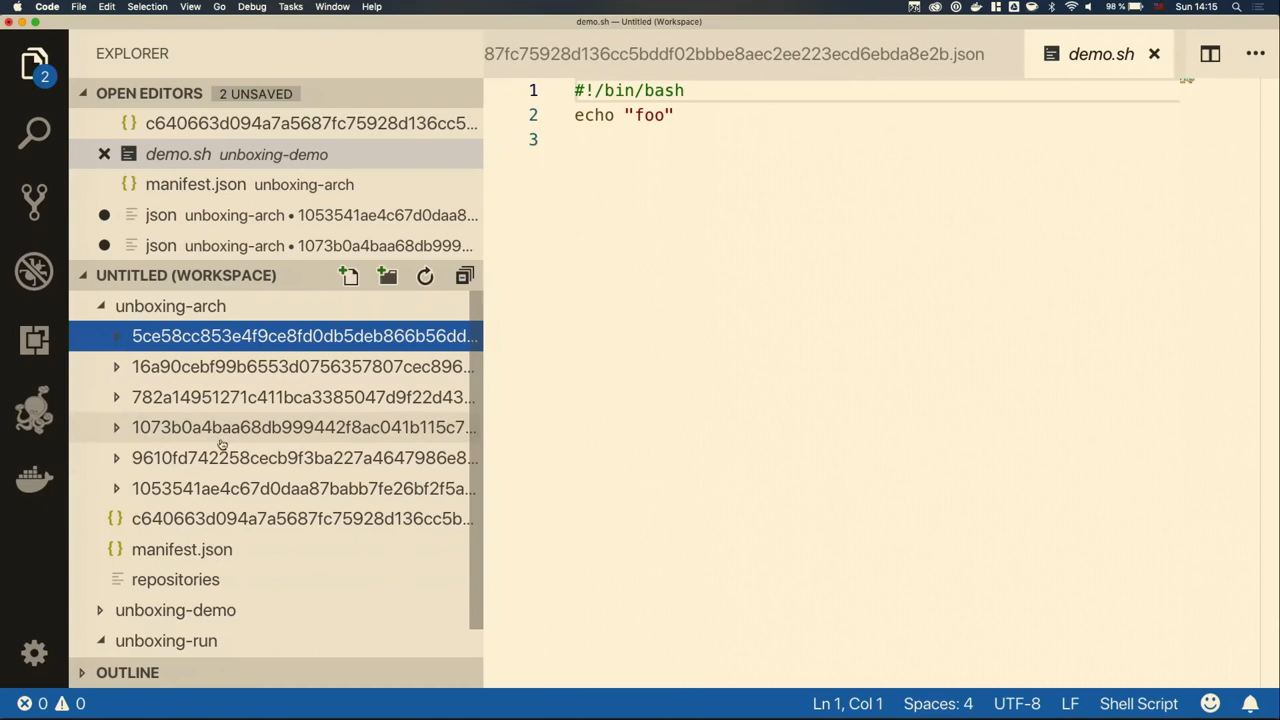 Code File Edit Selection View Go Debug Tasks Window Help 98 % Sun 14:15
demo.sh — Untitled (Workspace)
EXPLORER
87fc75928d136cc5bddf02bbbe8aec2ee223ecd6ebda8e2b.json
demo.sh
OPEN EDITORS 2 UNSAVED
c640663d094a7a5687fc75928d136cc5...
demo.sh unboxing-demo
manifest.json unboxing-arch
json unboxing-arch • 1053541ae4c67d0daa8...
json unboxing-arch • 1073b0a4baa68db999...
UNTITLED (WORKSPACE)
unboxing-arch
5ce58cc853e4f9ce8fd0db5deb866b56dd...
16a90cebf99b6553d0756357807cec896...
782a14951271c411bca3385047d9f22d43...
1073b0a4baa68db999442f8ac041b115c7...
9610fd742258cecb9f3ba227a4647986e8...
1053541ae4c67d0daa87babb7fe26bf2f5a...
c640663d094a7a5687fc75928d136cc5b...
manifest.json
repositories
unboxing-demo
unboxing-run
OUTLINE
2
1 #!/bin/bash
2 echo "foo"
3
0 0 Ln 1, Col 1 Spaces: 4 UTF-8 LF Shell Script